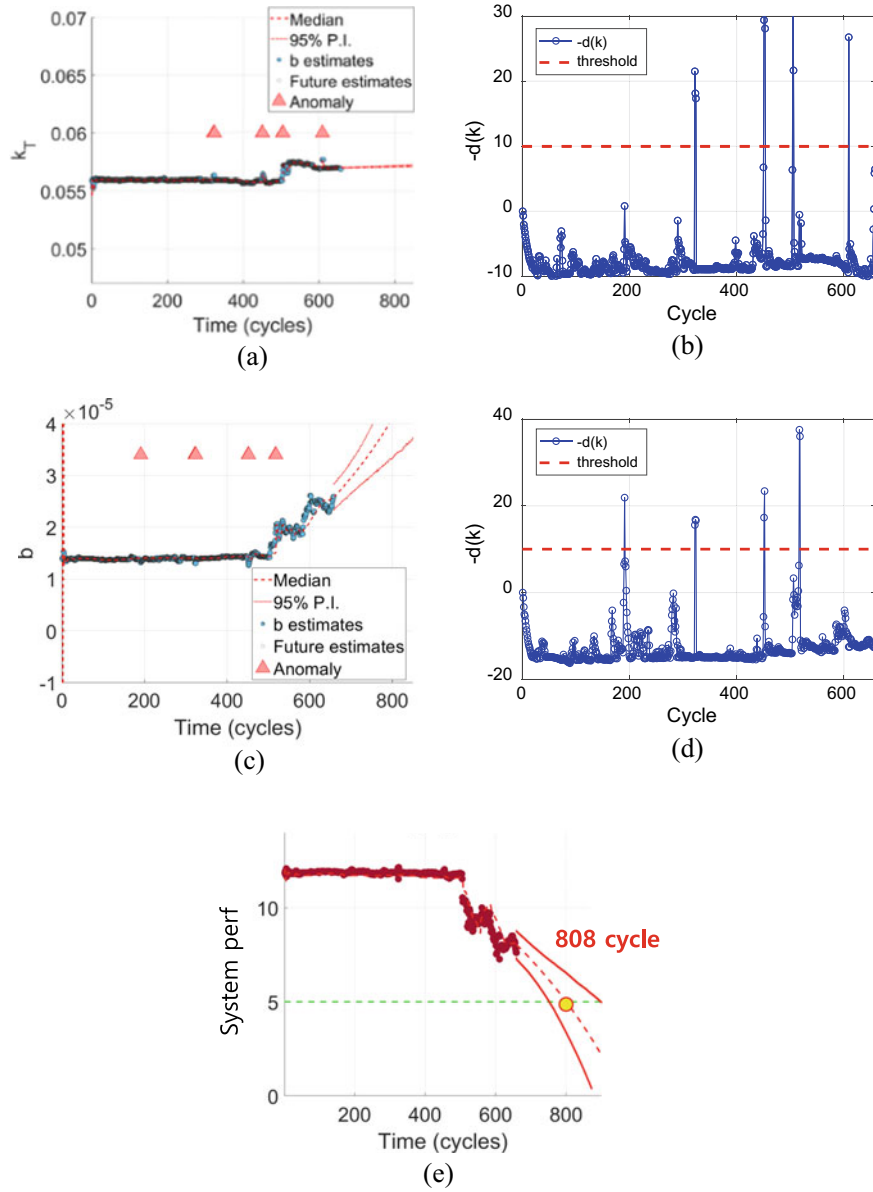 0.07
0.065
0.06
0.055
0.05
k_T
Median
95% P.I.
b estimates
Future estimates
Anomaly
0 200 400 600 800
Time (cycles)
(a)
30
20
10
0
-10
-d(k)
-d(k)
threshold
0 200 400 600
Cycle
(b)
×10^-5
4
3
2
1
0
-1
b
Median
95% P.I.
b estimates
Future estimates
Anomaly
0 200 400 600 800
Time (cycles)
(c)
40
20
0
-20
-d(k)
-d(k)
threshold
0 200 400 600
Cycle
(d)
10
5
0
System perf
808 cycle
200 400 600 800
Time (cycles)
(e)